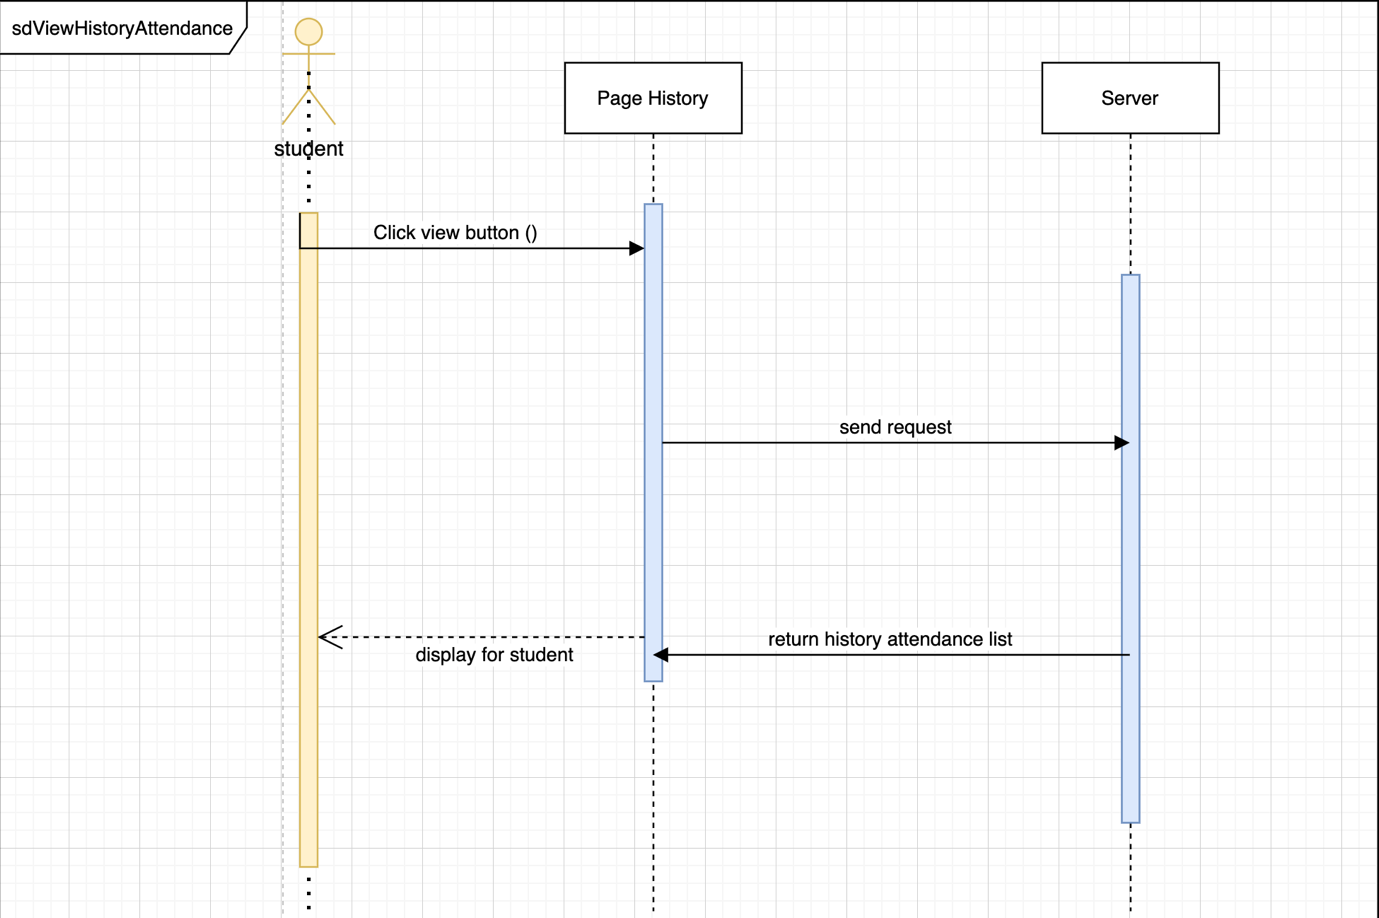 sdViewHistoryAttendance
student
Page History
Server
Click view button ()
send request
return history attendance list
display for student